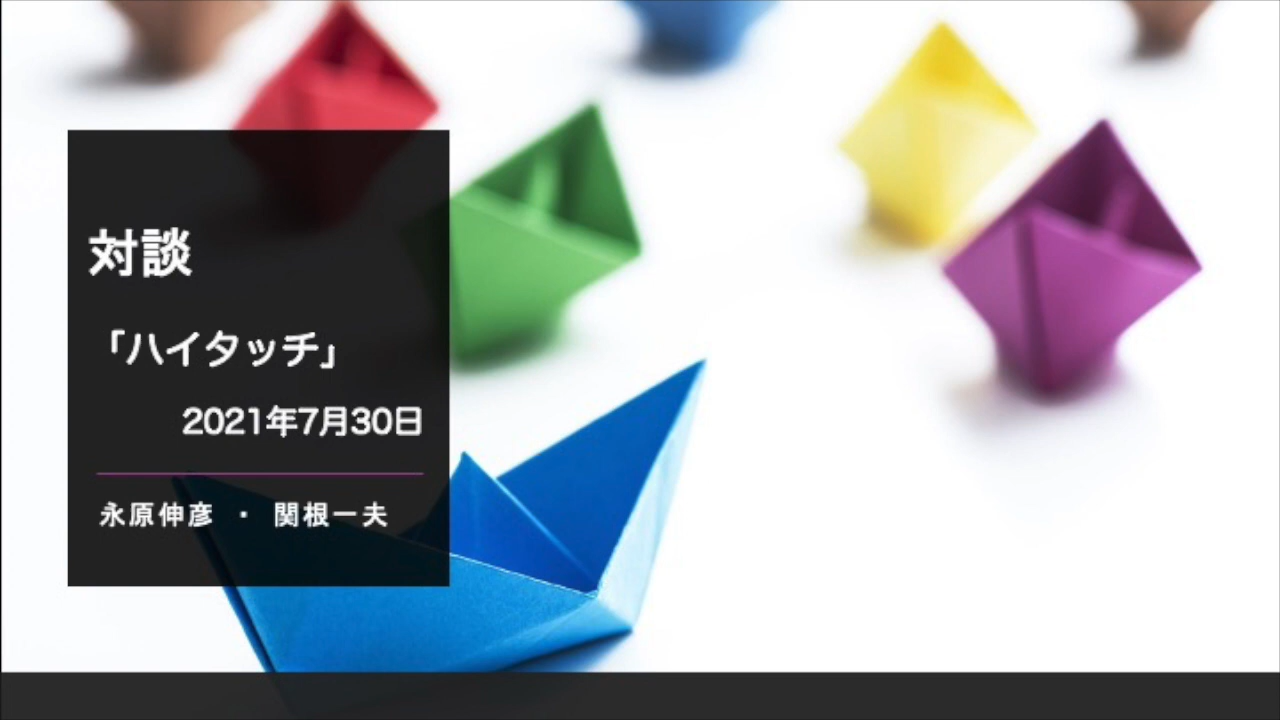 対談
「ハイタッチ」
2021年7月30日
永原伸彦 ・ 関根一夫